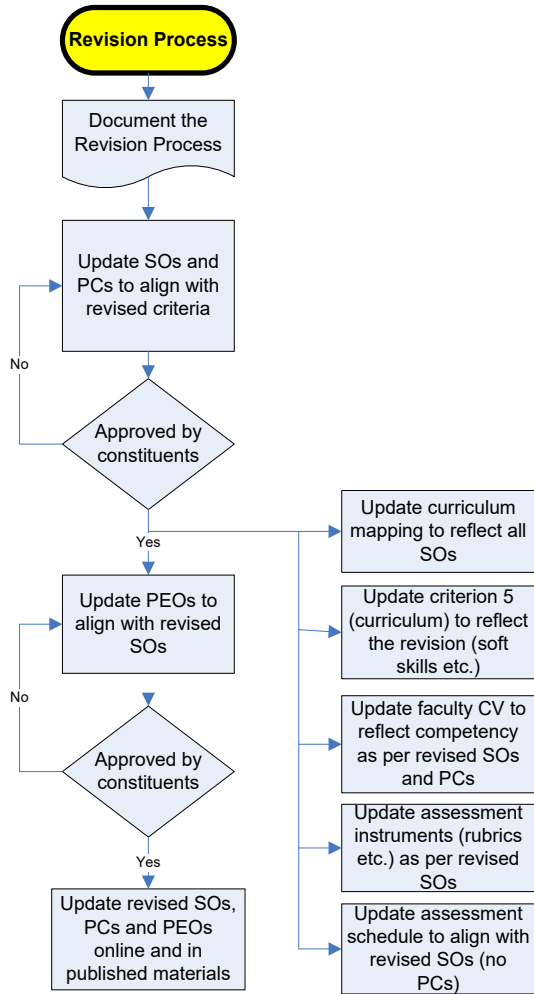 Revision Process
Document the
Revision Process
Update SOs and
PCs to align with
revised criteria
No
Approved by
constituents
Yes
Update PEOs to
align with revised
SOs
No
Approved by
constituents
Yes
Update revised SOs,
PCs and PEOs
online and in
published materials
Update curriculum
mapping to reflect all
SOs
Update criterion 5
(curriculum) to reflect
the revision (soft
skills etc.)
Update faculty CV to
reflect competency
as per revised SOs
and PCs
Update assessment
instruments (rubrics
etc.) as per revised
SOs
Update assessment
schedule to align with
revised SOs (no
PCs)